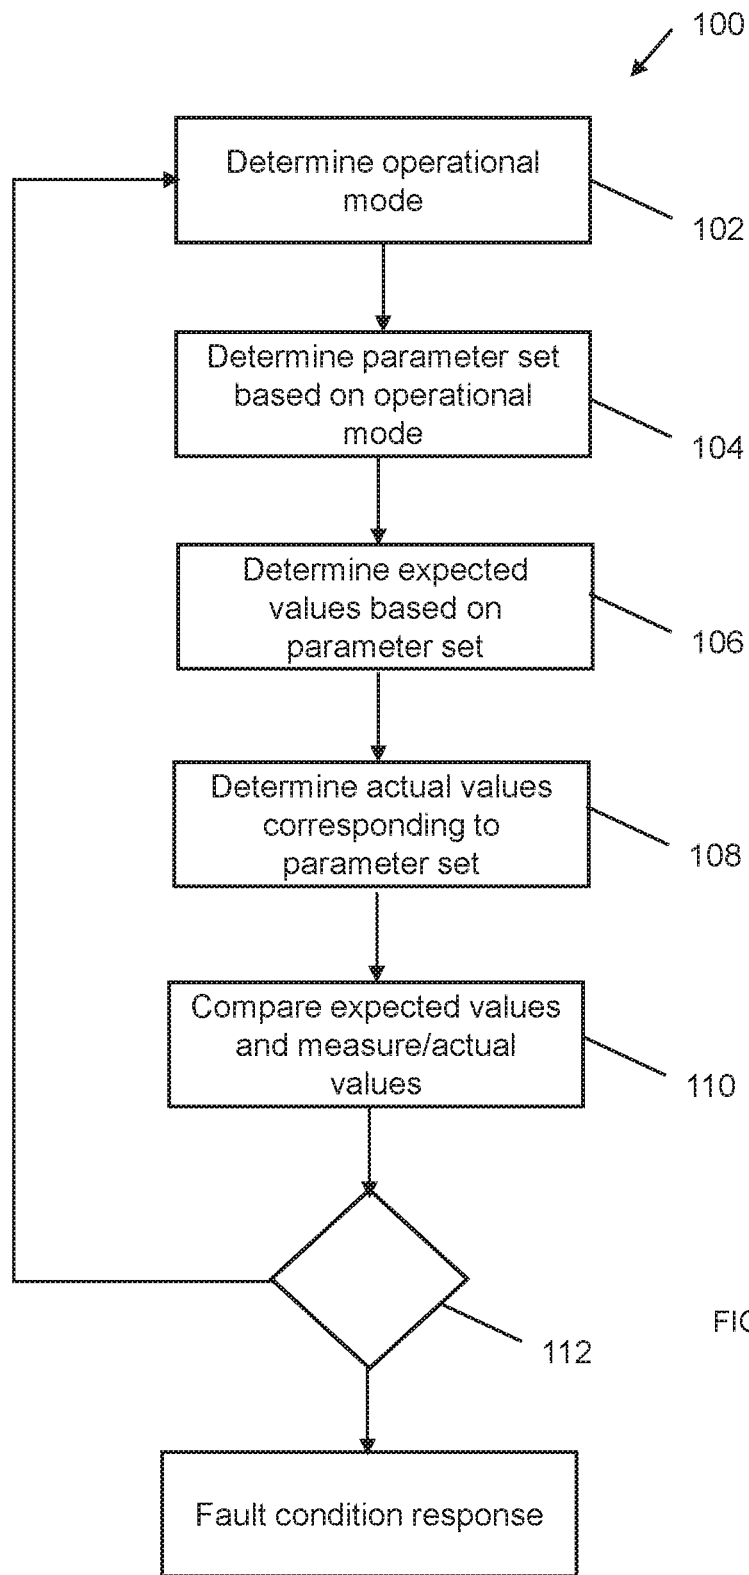 100
Determine operational
mode
102
Determine parameter set
based on operational
mode
104
Determine expected
values based on
parameter set
106
Determine actual values
corresponding to
parameter set
108
Compare expected values
and measure/actual
values
110
112
Fault condition response